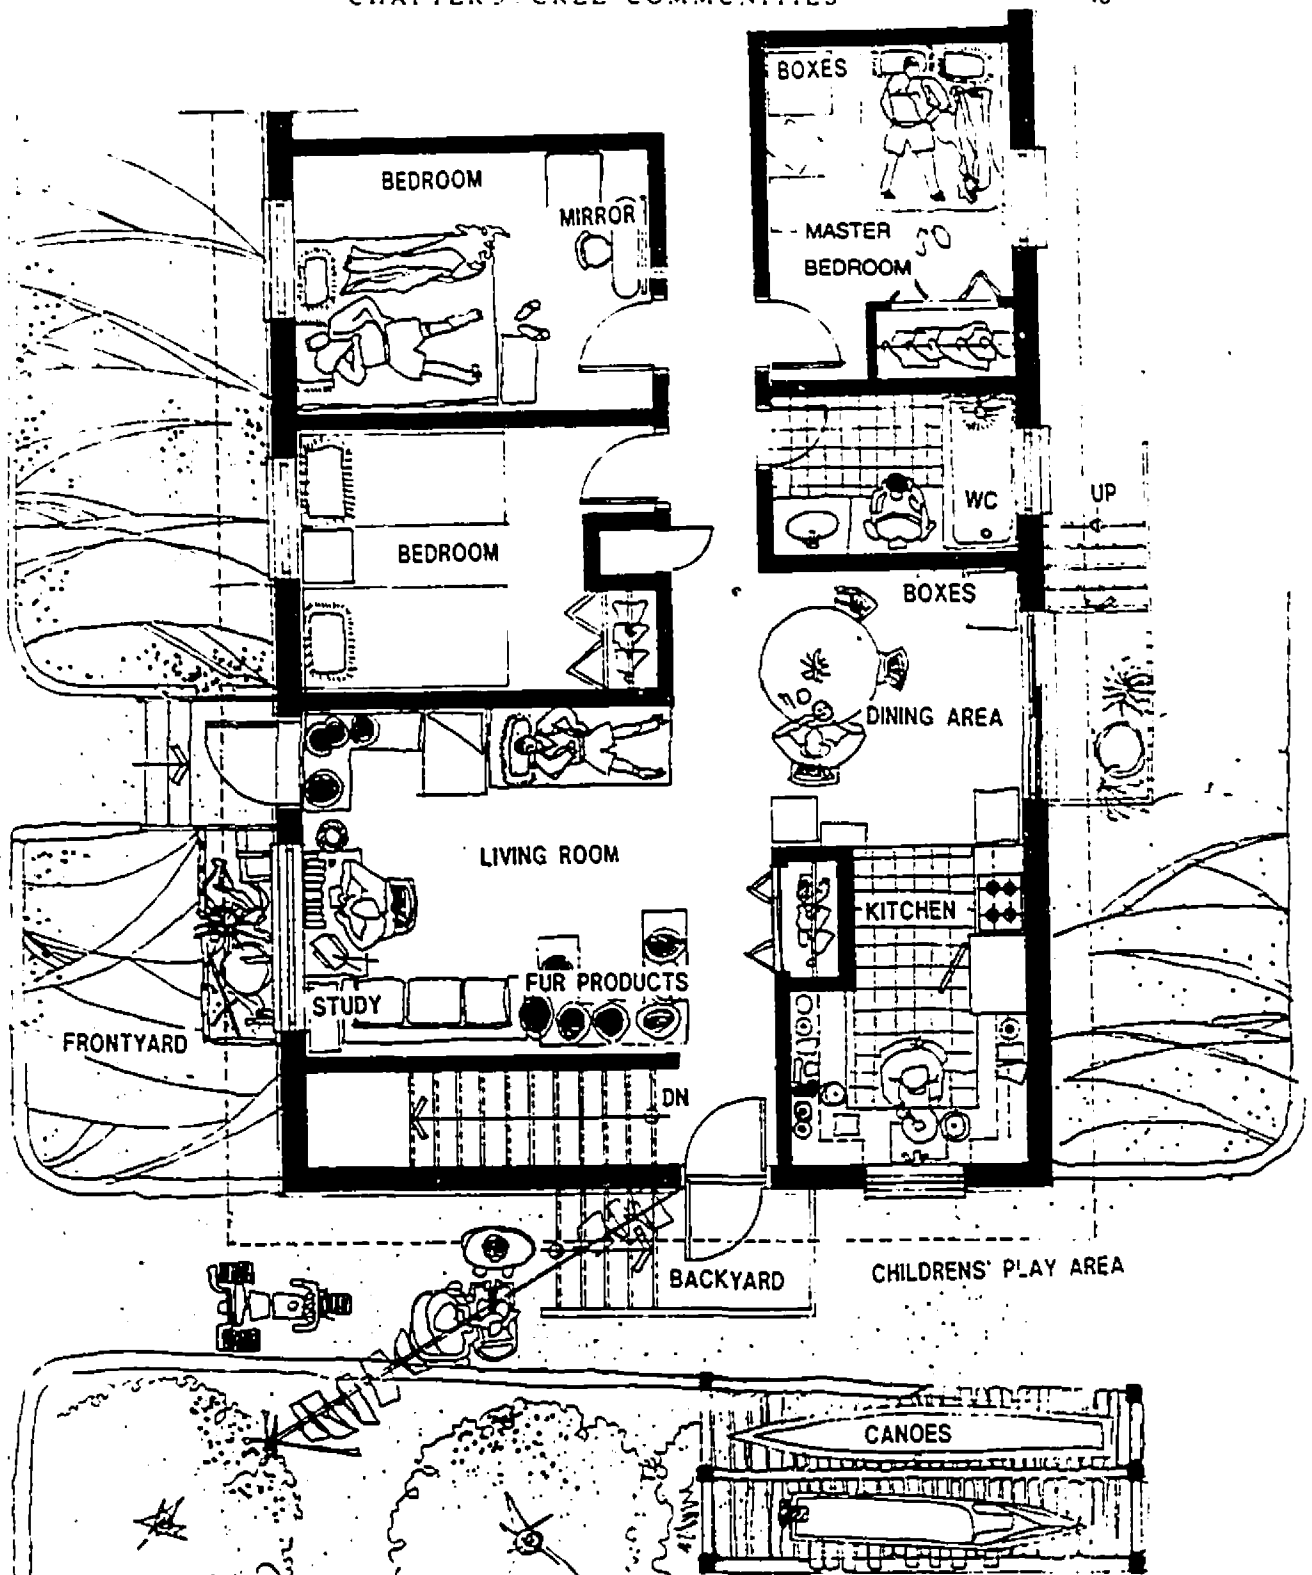 BOXES
BEDROOM
MIRROR
MASTER
BEDROOM
WC
UP
BEDROOM
BOXES
DINING AREA
LIVING ROOM
KITCHEN
FUR PRODUCTS
STUDY
FRONTYARD
DN
BACKYARD
CHILDRENS' PLAY AREA
CANOES